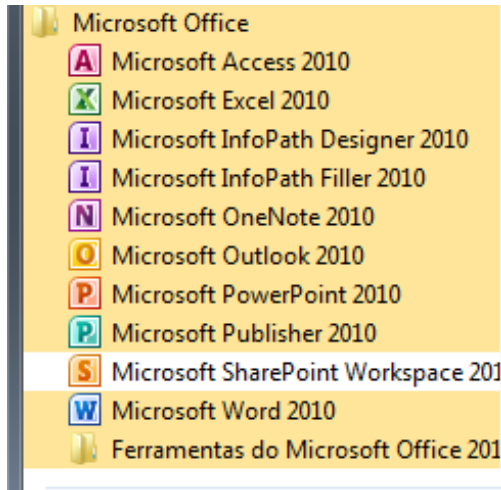 Microsoft Office
Microsoft Access 2010
Microsoft Excel 2010
Microsoft InfoPath Designer 2010
Microsoft InfoPath Filler 2010
Microsoft OneNote 2010
Microsoft Outlook 2010
Microsoft PowerPoint 2010
Microsoft Publisher 2010
Microsoft SharePoint Workspace 201
Microsoft Word 2010
Ferramentas do Microsoft Office 201